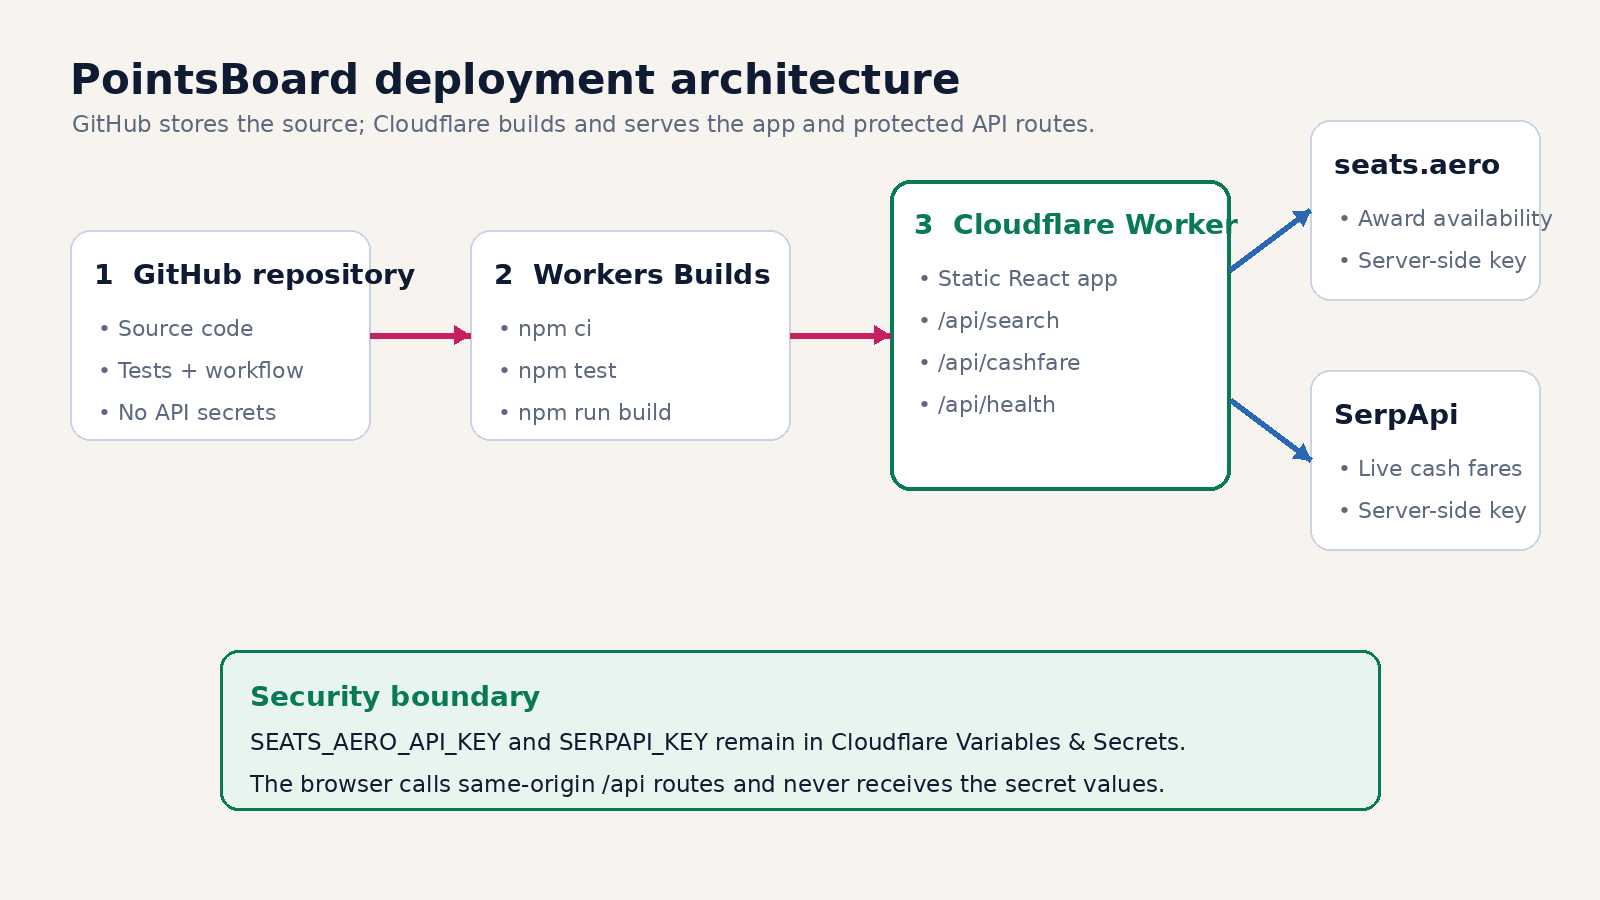 PointsBoard deployment architecture
GitHub stores the source; Cloudflare builds and serves the app and protected API routes.
1 GitHub repository
• Source code
• Tests + workflow
• No API secrets
2 Workers Builds
• npm ci
• npm test
• npm run build
3 Cloudflare Worker
• Static React app
• /api/search
• /api/cashfare
• /api/health
seats.aero
• Award availability
• Server-side key
SerpApi
• Live cash fares
• Server-side key
Security boundary
SEATS_AERO_API_KEY and SERPAPI_KEY remain in Cloudflare Variables & Secrets.
The browser calls same-origin /api routes and never receives the secret values.